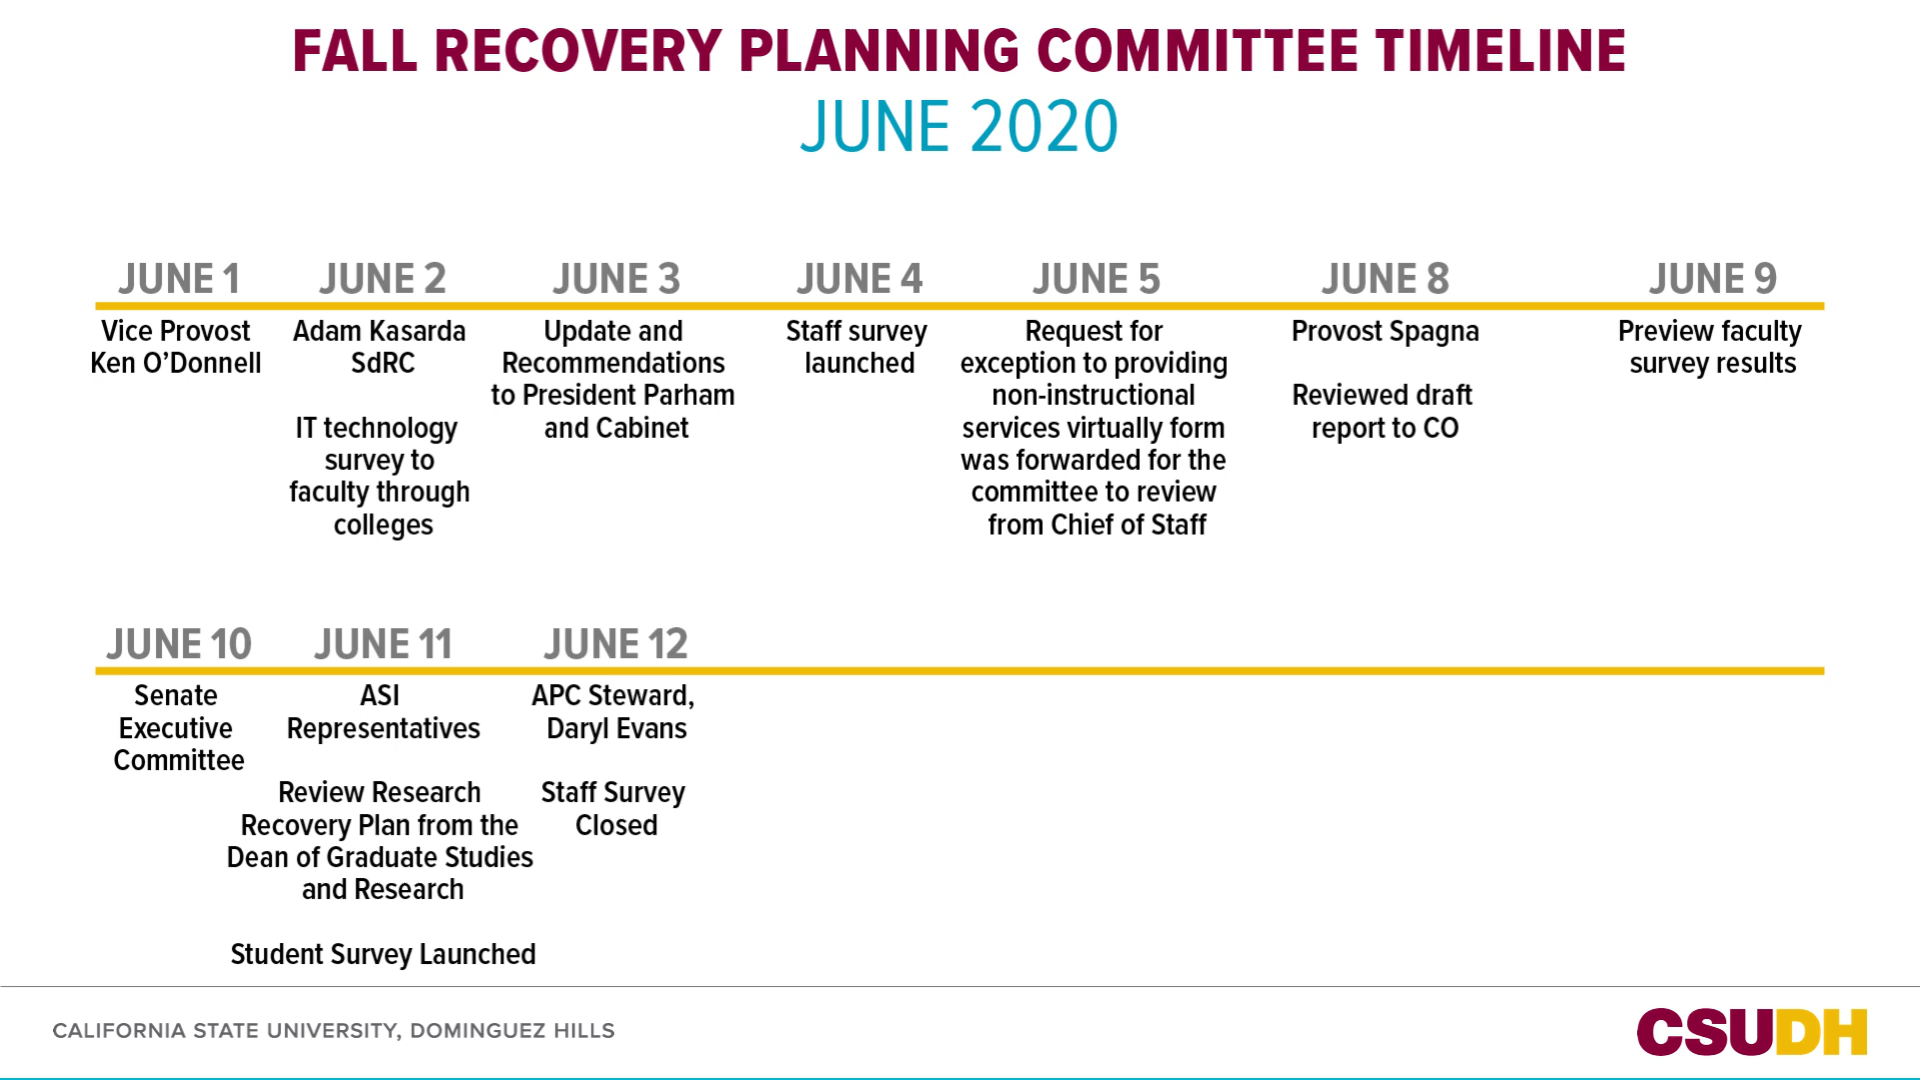 FALL RECOVERY PLANNING COMMITTEE TIMELINE
JUNE 2020
JUNE 1
Vice Provost
Ken O’Donnell
JUNE 2
Adam Kasarda
SdRC
IT technology
survey to
faculty through
colleges
JUNE 3
Update and
Recommendations
to President Parham
and Cabinet
JUNE 4
Staff survey
launched
JUNE 5
Request for
exception to providing
non-instructional
services virtually form
was forwarded for the
committee to review
from Chief of Staff
JUNE 8
Provost Spagna
Reviewed draft
report to CO
JUNE 9
Preview faculty
survey results
JUNE 10
Senate
Executive
Committee
JUNE 11
ASI
Representatives
Review Research
Recovery Plan from the
Dean of Graduate Studies
and Research
Student Survey Launched
JUNE 12
APC Steward,
Daryl Evans
Staff Survey
Closed
CALIFORNIA STATE UNIVERSITY, DOMINGUEZ HILLS
CSUDH